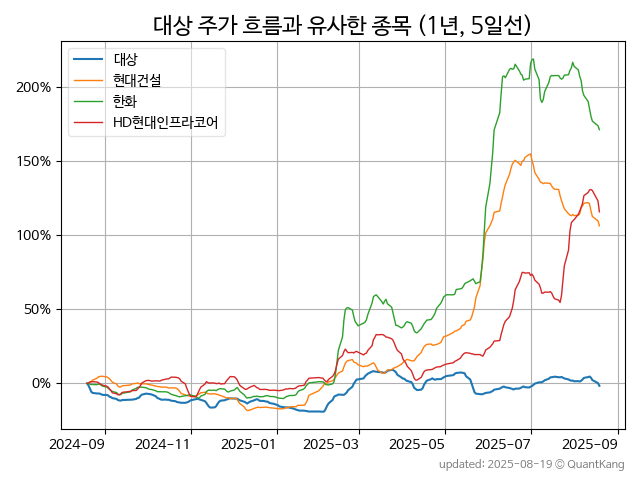 대상 주가 흐름과 유사한 종목 (1년, 5일선)
대상
현대건설
한화
HD현대인프라코어
200%
150%
100%
50%
0%
2024-09 2024-11 2025-01 2025-03 2025-05 2025-07 2025-09
updated: 2025-08-19 © QuantKang